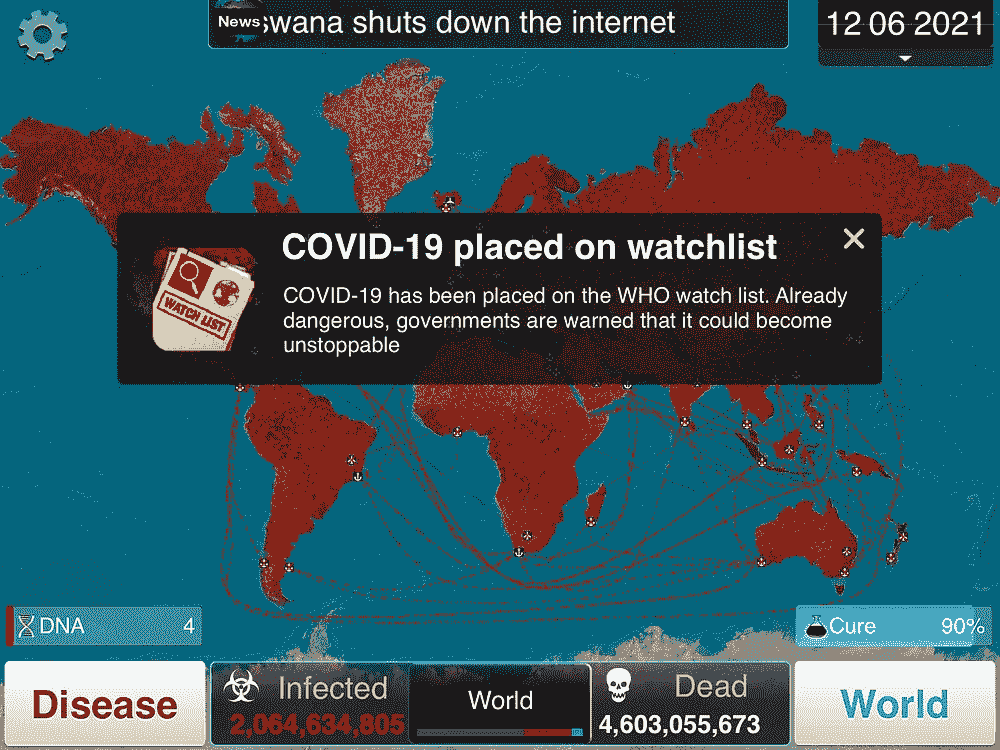 News
swana shuts down the internet
12 06 2021
COVID-19 placed on watchlist
COVID-19 has been placed on the WHO watch list. Already
dangerous, governments are warned that it could become
unstoppable
WATCH LIST
DNA 4
Cure 90%
Disease
Infected
2,064,634,805
World
Dead
4,603,055,673
World